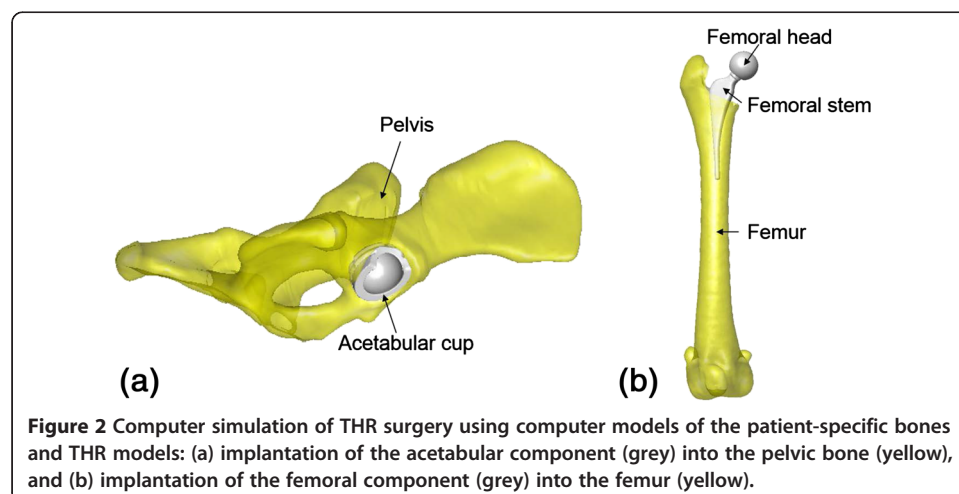 Pelvis
Acetabular cup
(a)
Femoral head
Femoral stem
Femur
(b)
Figure 2 Computer simulation of THR surgery using computer models of the patient-specific bones
and THR models: (a) implantation of the acetabular component (grey) into the pelvic bone (yellow),
and (b) implantation of the femoral component (grey) into the femur (yellow).